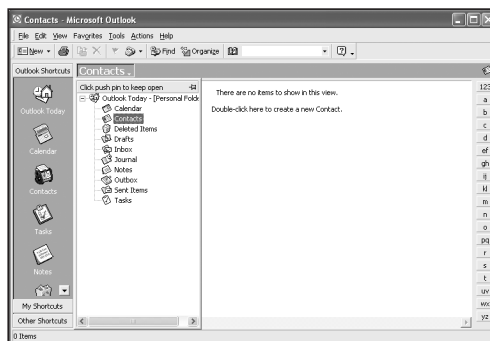 Contacts - Microsoft Outlook
File Edit View Favorites Tools Actions Help
New Find Organize
Outlook Shortcuts
Contacts
Outlook Today
Calendar
Contacts
Tasks
Notes
My Shortcuts
Other Shortcuts
Click push pin to keep open
Outlook Today - [Personal Fold
Calendar
Contacts
Deleted Items
Drafts
Inbox
Journal
Notes
Outbox
Sent Items
Tasks
There are no items to show in this view.
Double-click here to create a new Contact.
123
a
b
c
d
ef
gh
ij
kl
m
n
o
pq
r
s
t
uv
wx
yz
0 Items